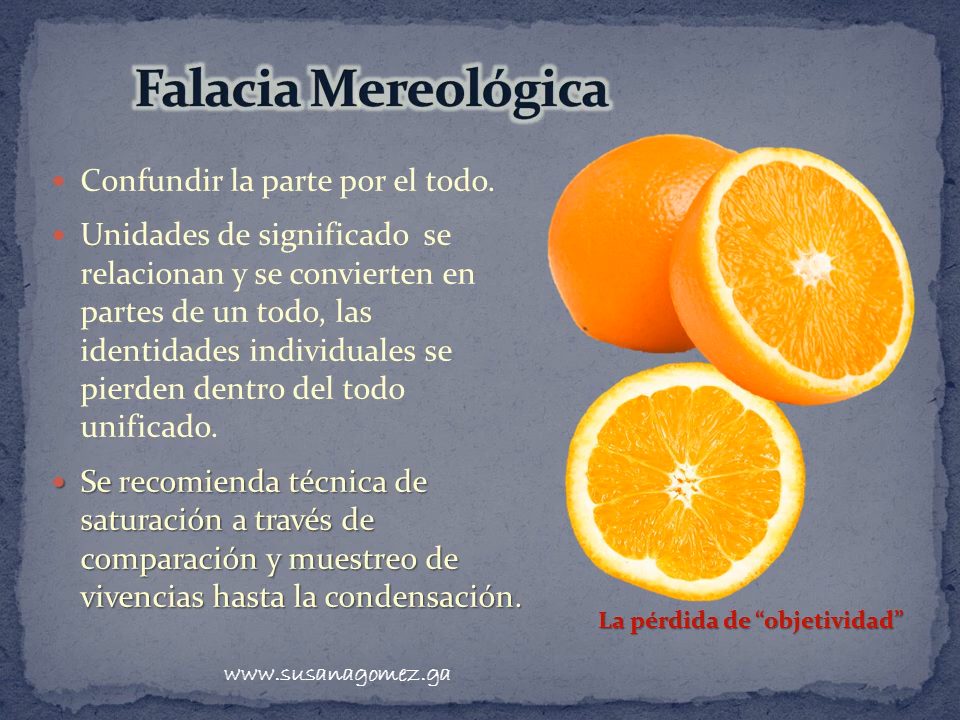 Falacia Mereológica
Confundir la parte por el todo.
Unidades de significado se
relacionan y se convierten en
partes de un todo, las
identidades individuales se
pierden dentro del todo
unificado.
Se recomienda técnica de
saturación a través de
comparación y muestreo de
vivencias hasta la condensación.
La pérdida de “objetividad”
www.susanagomez.ga